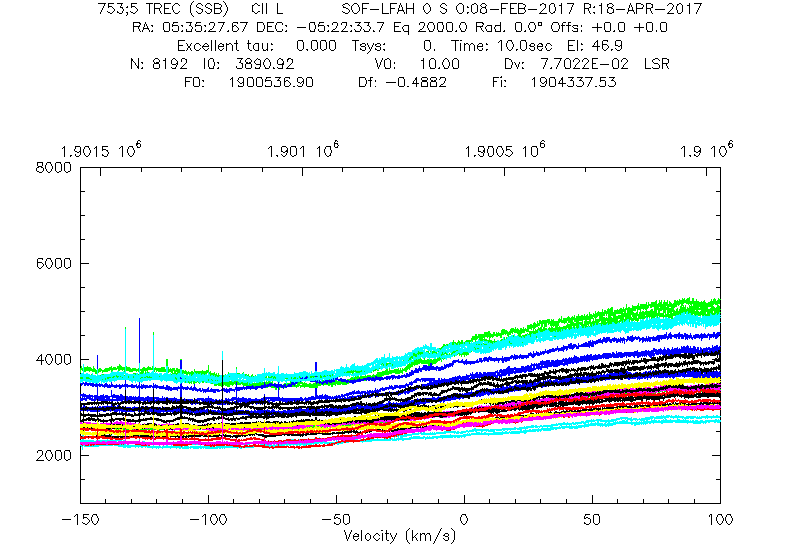 753;5 TREC (SSB) CII L SOF-LFAH 0 S O:08-FEB-2017 R:18-APR-2017
RA: 05:35:27.67 DEC: -05:22:33.7 Eq 2000.0 Rad. 0.0° Offs: +0.0 +0.0
Excellent tau: 0.000 Tsys: 0. Time: 10.0sec El: 46.9
N: 8192 I0: 3890.92 V0: 10.00 Dv: 7.7022E-02 LSR
F0: 1900536.90 Df: -0.4882 Fi: 1904337.53
1.9015 10⁶ 1.901 10⁶ 1.9005 10⁶ 1.9 10⁶
8000
6000
4000
2000
-150 -100 -50 0 50 100
Velocity (km/s)